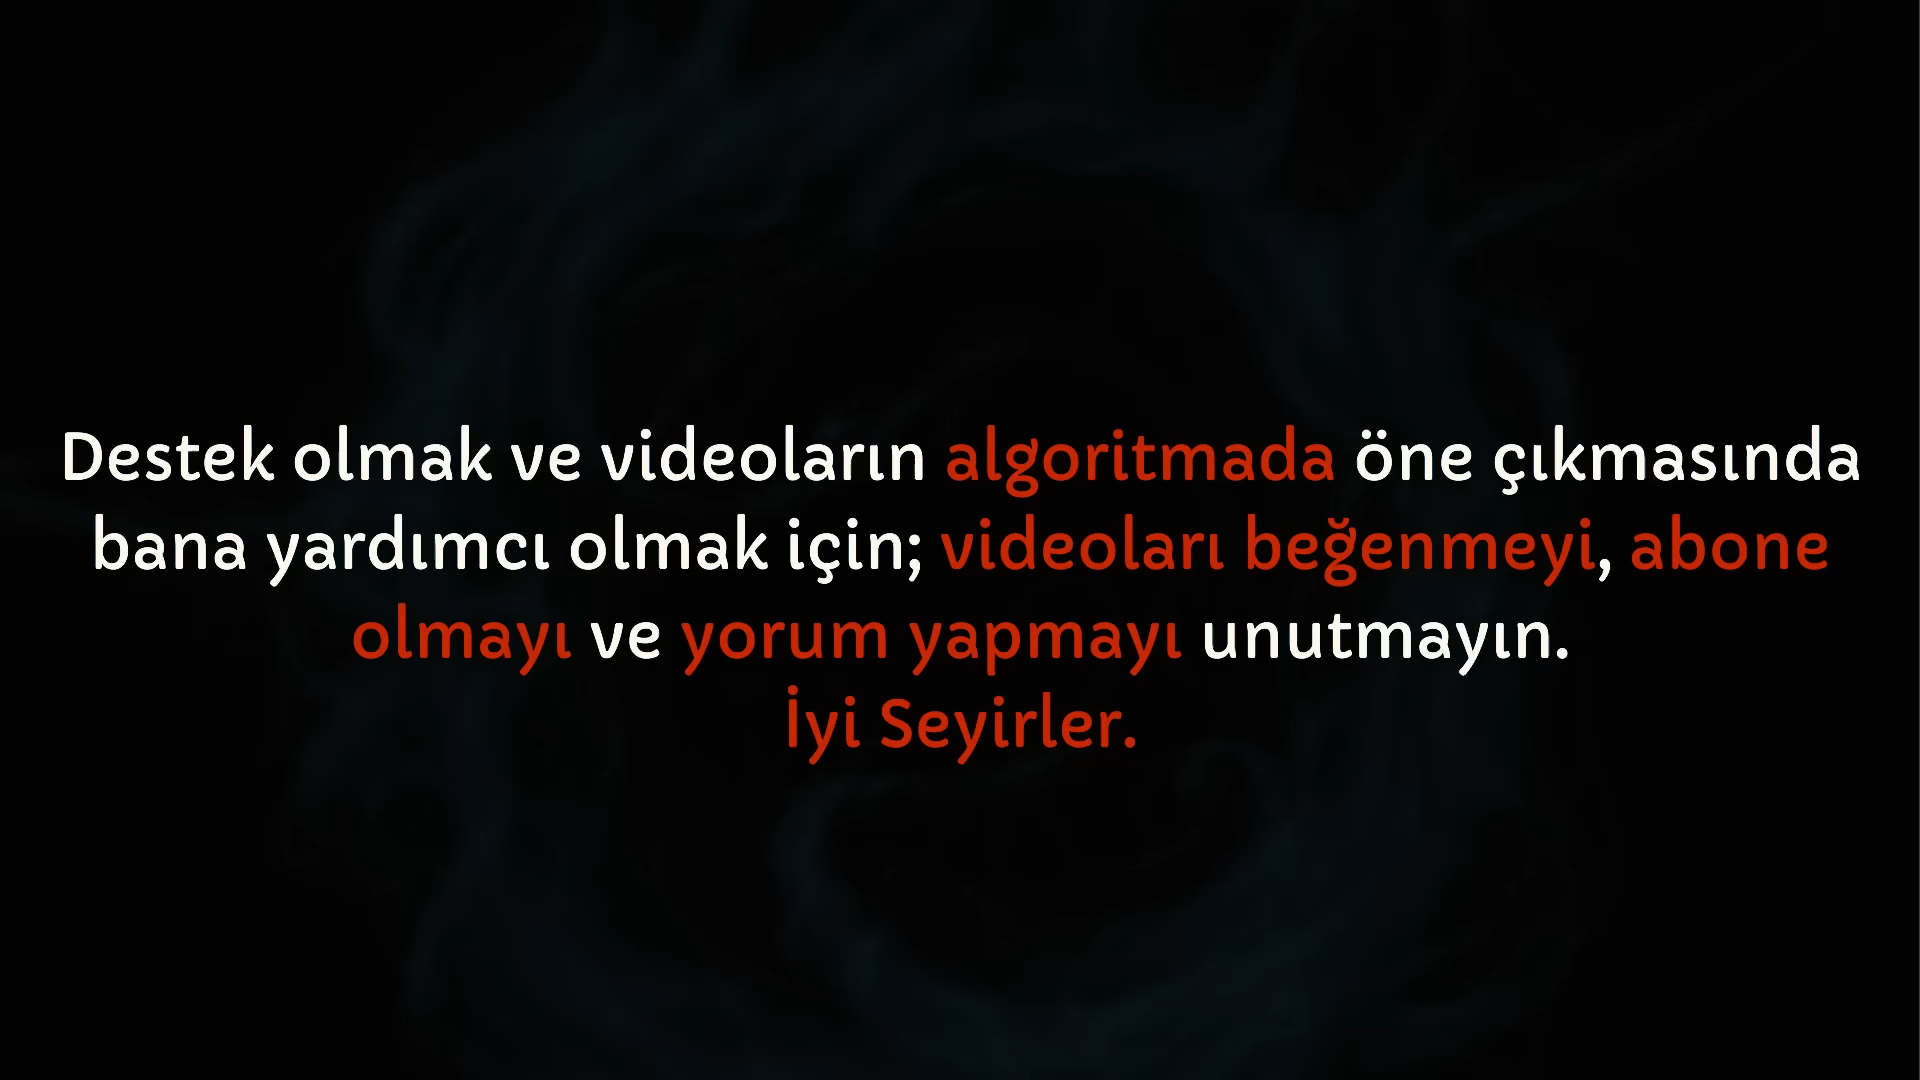 Destek olmak ve videoların algoritmada öne çıkmasında
bana yardımcı olmak için; videoları beğenmeyi, abone
olmayı ve yorum yapmayı unutmayın.
İyi Seyirler.